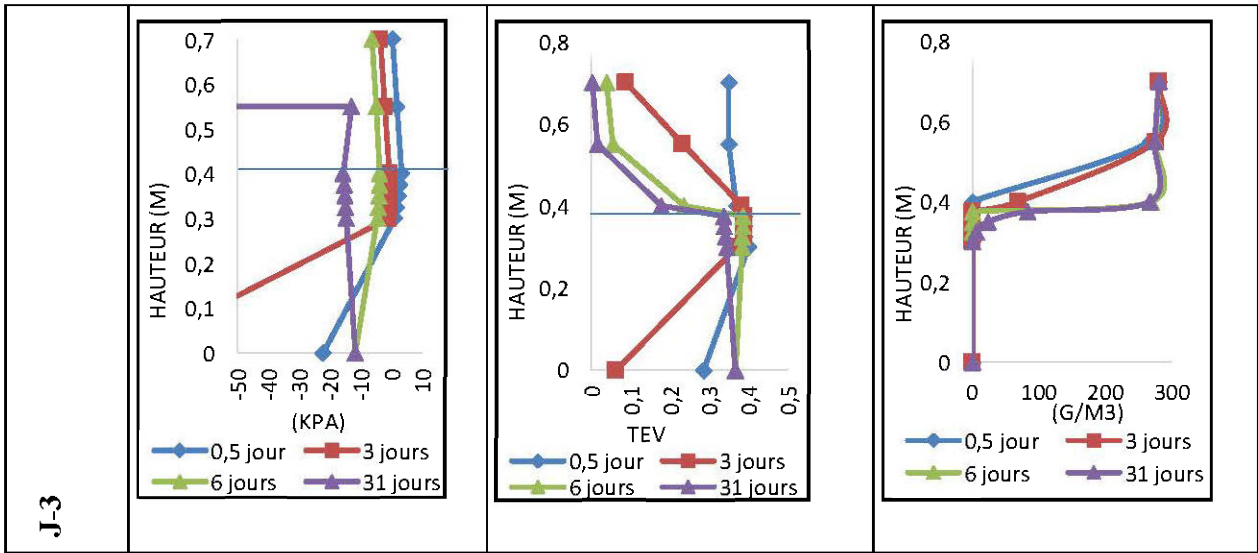 J-3
HAUTEUR (M)
0,7
0,6
0,5
0,4
0,3
0,2
0,1
0
-50
-40
-30
-20
-10
0
10
(KPA)
0,5 jour
3 jours
6 jours
31 jours
HAUTEUR (M)
0,8
0,6
0,4
0,2
0
0
0,1
0,2
0,3
0,4
0,5
TEV
0,5 jour
3 jours
6 jours
31 jours
HAUTEUR (M)
0,8
0,6
0,4
0,2
0
0
100
200
300
(G/M3)
0,5 jour
3 jours
6 jours
31 jours